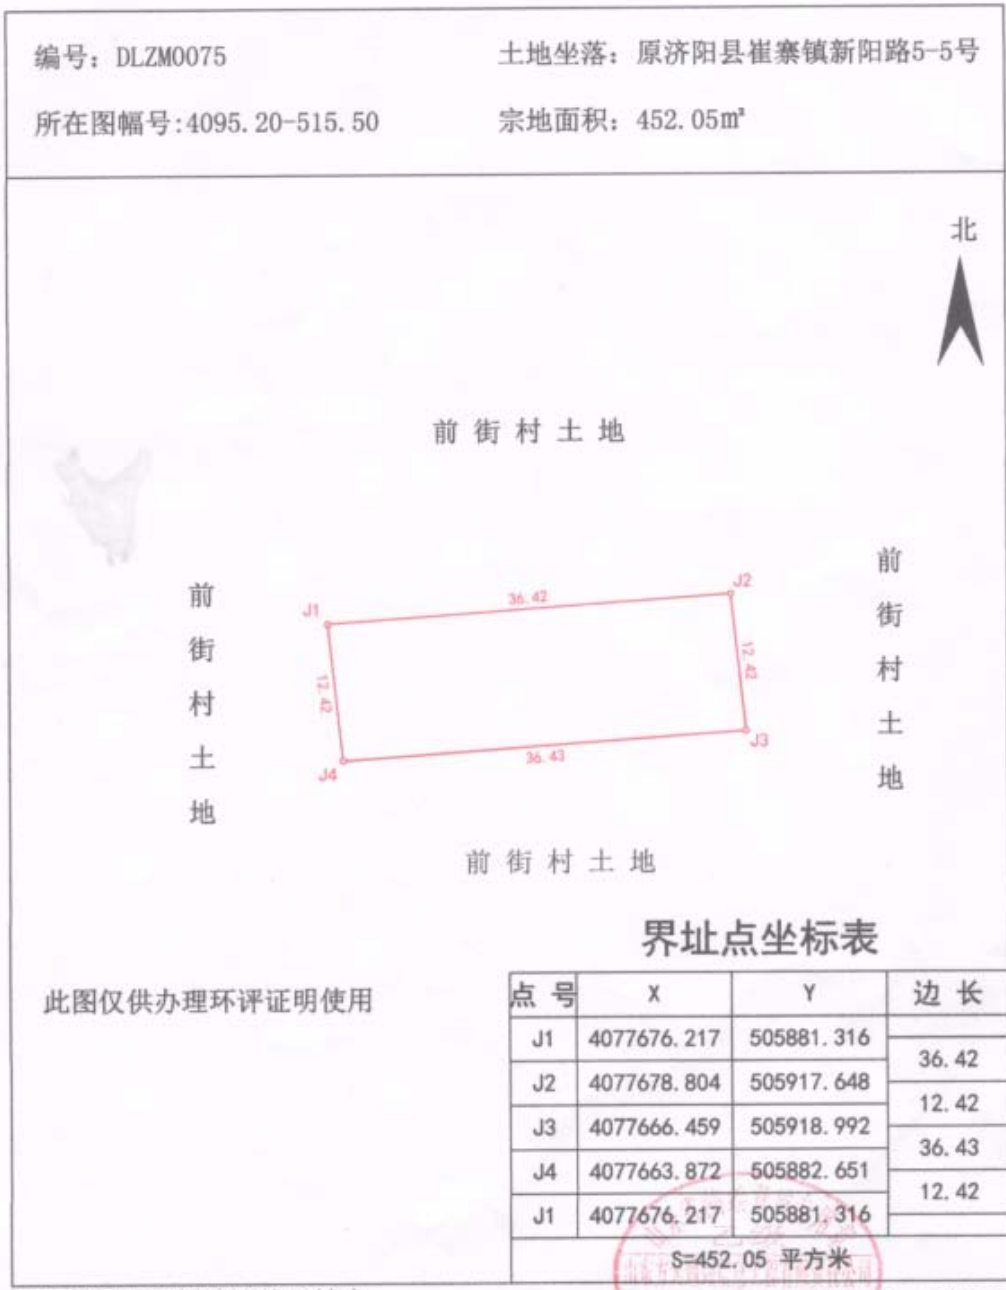 编号：DLZM0075
土地坐落：原济阳县崔寨镇新阳路5-5号
所在图幅号:4095.20-515.50
宗地面积：452.05㎡
北
前街村土地
前街村土地
前街村土地
J1
36.42
J2
12.42
12.42
J4
36.43
J3
前街村土地
界址点坐标表
此图仅供办理环评证明使用
点号 X Y 边长
J1 4077676.217 505881.316
36.42
J2 4077678.804 505917.648
12.42
J3 4077666.459 505918.992
36.43
J4 4077663.872 505882.651
12.42
J1 4077676.217 505881.316
S=452.05 平方米